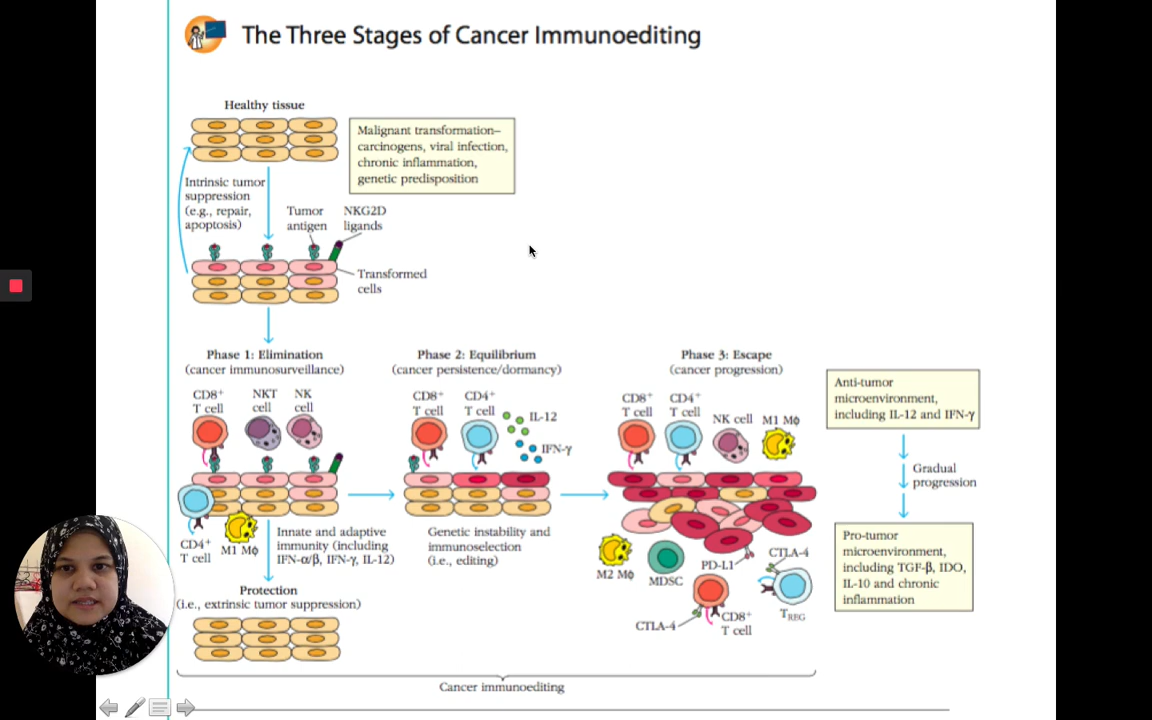 The Three Stages of Cancer Immunoediting
Healthy tissue
Malignant transformation–
carcinogens, viral infection,
chronic inflammation,
genetic predisposition
Intrinsic tumor
suppression
(e.g., repair,
apoptosis)
Tumor
antigen
NKG2D
ligands
Transformed
cells
Phase 1: Elimination
(cancer immunosurveillance)
CD8⁺
T cell
NKT
cell
NK
cell
CD4⁺
T cell
M1 MΦ
Innate and adaptive
immunity (including
IFN-α/β, IFN-γ, IL-12)
Protection
(i.e., extrinsic tumor suppression)
Phase 2: Equilibrium
(cancer persistence/dormancy)
CD8⁺
T cell
CD4⁺
T cell
IL-12
IFN-γ
Genetic instability and
immunoselection
(i.e., editing)
Phase 3: Escape
(cancer progression)
CD8⁺
T cell
CD4⁺
T cell
NK cell
M1 MΦ
M2 MΦ
MDSC
PD-L1
CTLA-4
CTLA-4
CD8⁺
T cell
TREG
Anti-tumor
microenvironment,
including IL-12 and IFN-γ
Gradual
progression
Pro-tumor
microenvironment,
including TGF-β, IDO,
IL-10 and chronic
inflammation
Cancer immunoediting